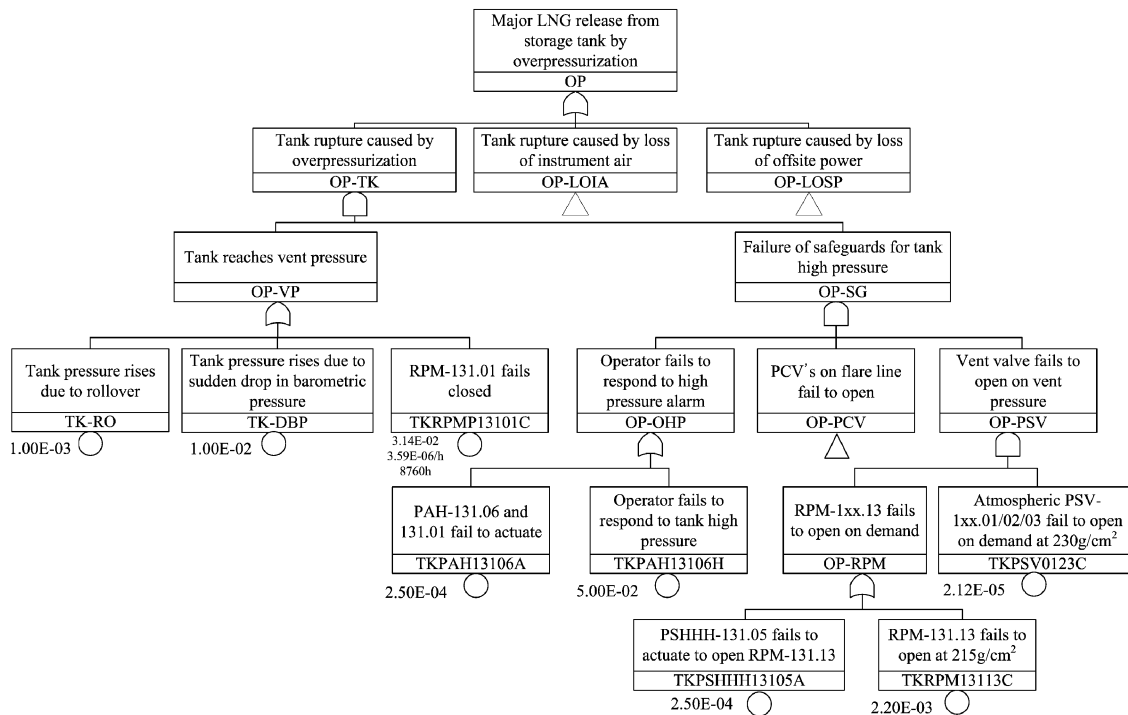 Major LNG release from
storage tank by
overpressurization
OP
Tank rupture caused by
overpressurization
OP-TK
Tank rupture caused by loss
of instrument air
OP-LOIA
Tank rupture caused by loss
of offsite power
OP-LOSP
Tank reaches vent pressure
OP-VP
Failure of safeguards for tank
high pressure
OP-SG
Tank pressure rises
due to rollover
TK-RO
1.00E-03
Tank pressure rises due to
sudden drop in barometric
pressure
TK-DBP
1.00E-02
RPM-131.01 fails
closed
TKRPMP13101C
3.14E-02
3.59E-06/h
8760h
Operator fails to
respond to high
pressure alarm
OP-OHP
PCV's on flare line
fail to open
OP-PCV
Vent valve fails to
open on vent
pressure
OP-PSV
PAH-131.06 and
131.01 fail to actuate
TKPAH13106A
2.50E-04
Operator fails to
respond to tank high
pressure
TKPAH13106H
5.00E-02
RPM-1xx.13 fails
to open on demand
OP-RPM
Atmospheric PSV-
1xx.01/02/03 fail to open
on demand at 230g/cm²
TKPSV0123C
2.12E-05
PSHHH-131.05 fails to
actuate to open RPM-131.13
TKPSHHH13105A
2.50E-04
RPM-131.13 fails to
open at 215g/cm²
TKRPM13113C
2.20E-03